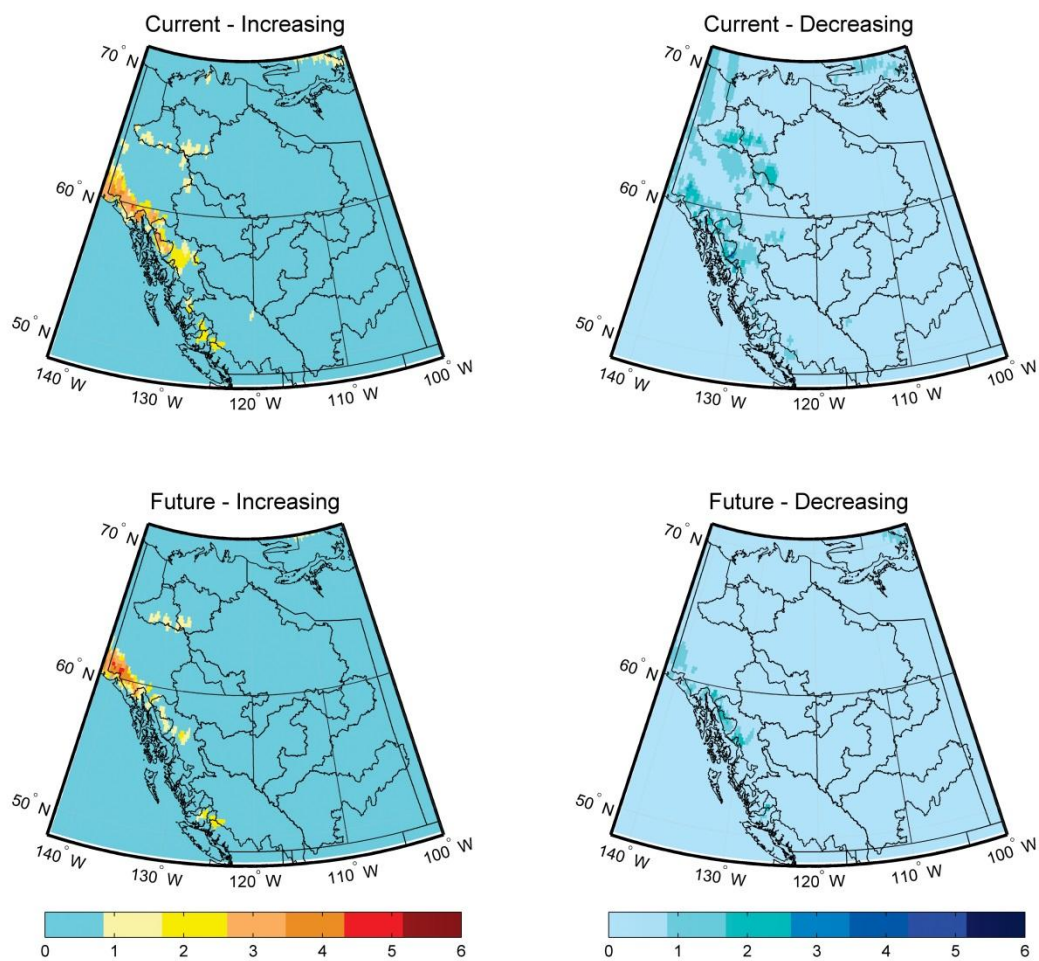 Current - Increasing
70° N
60° N
50° N
140° W
130° W
120° W
110° W
100° W
Current - Decreasing
70° N
60° N
50° N
140° W
130° W
120° W
110° W
100° W
Future - Increasing
70° N
60° N
50° N
140° W
130° W
120° W
110° W
100° W
Future - Decreasing
70° N
60° N
50° N
140° W
130° W
120° W
110° W
100° W
0 1 2 3 4 5 6
0 1 2 3 4 5 6